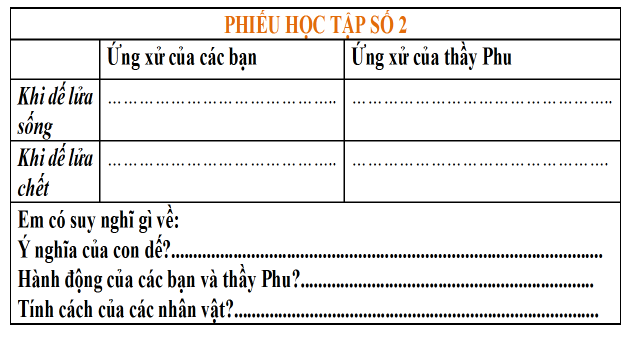 PHIẾU HỌC TẬP SỐ 2
Ứng xử của các bạn Ứng xử của thầy Phu
Khi dế lửa sống ………………………………………….. ………………………………………………..
Khi dế lửa chết ………………………………………….. ……………………………………………….
Em có suy nghĩ gì về:
Ý nghĩa của con dế?..........................................................................................
Hành động của các bạn và thầy Phu?.............................................................
Tính cách của các nhân vật?..................................................................................